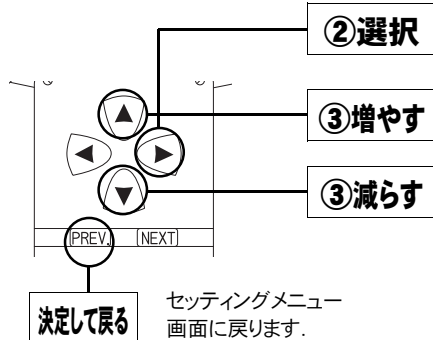 ②選択
③増やす
③減らす
PREV.
NEXT
決定して戻る
セッティングメニュー
画面に戻ります.